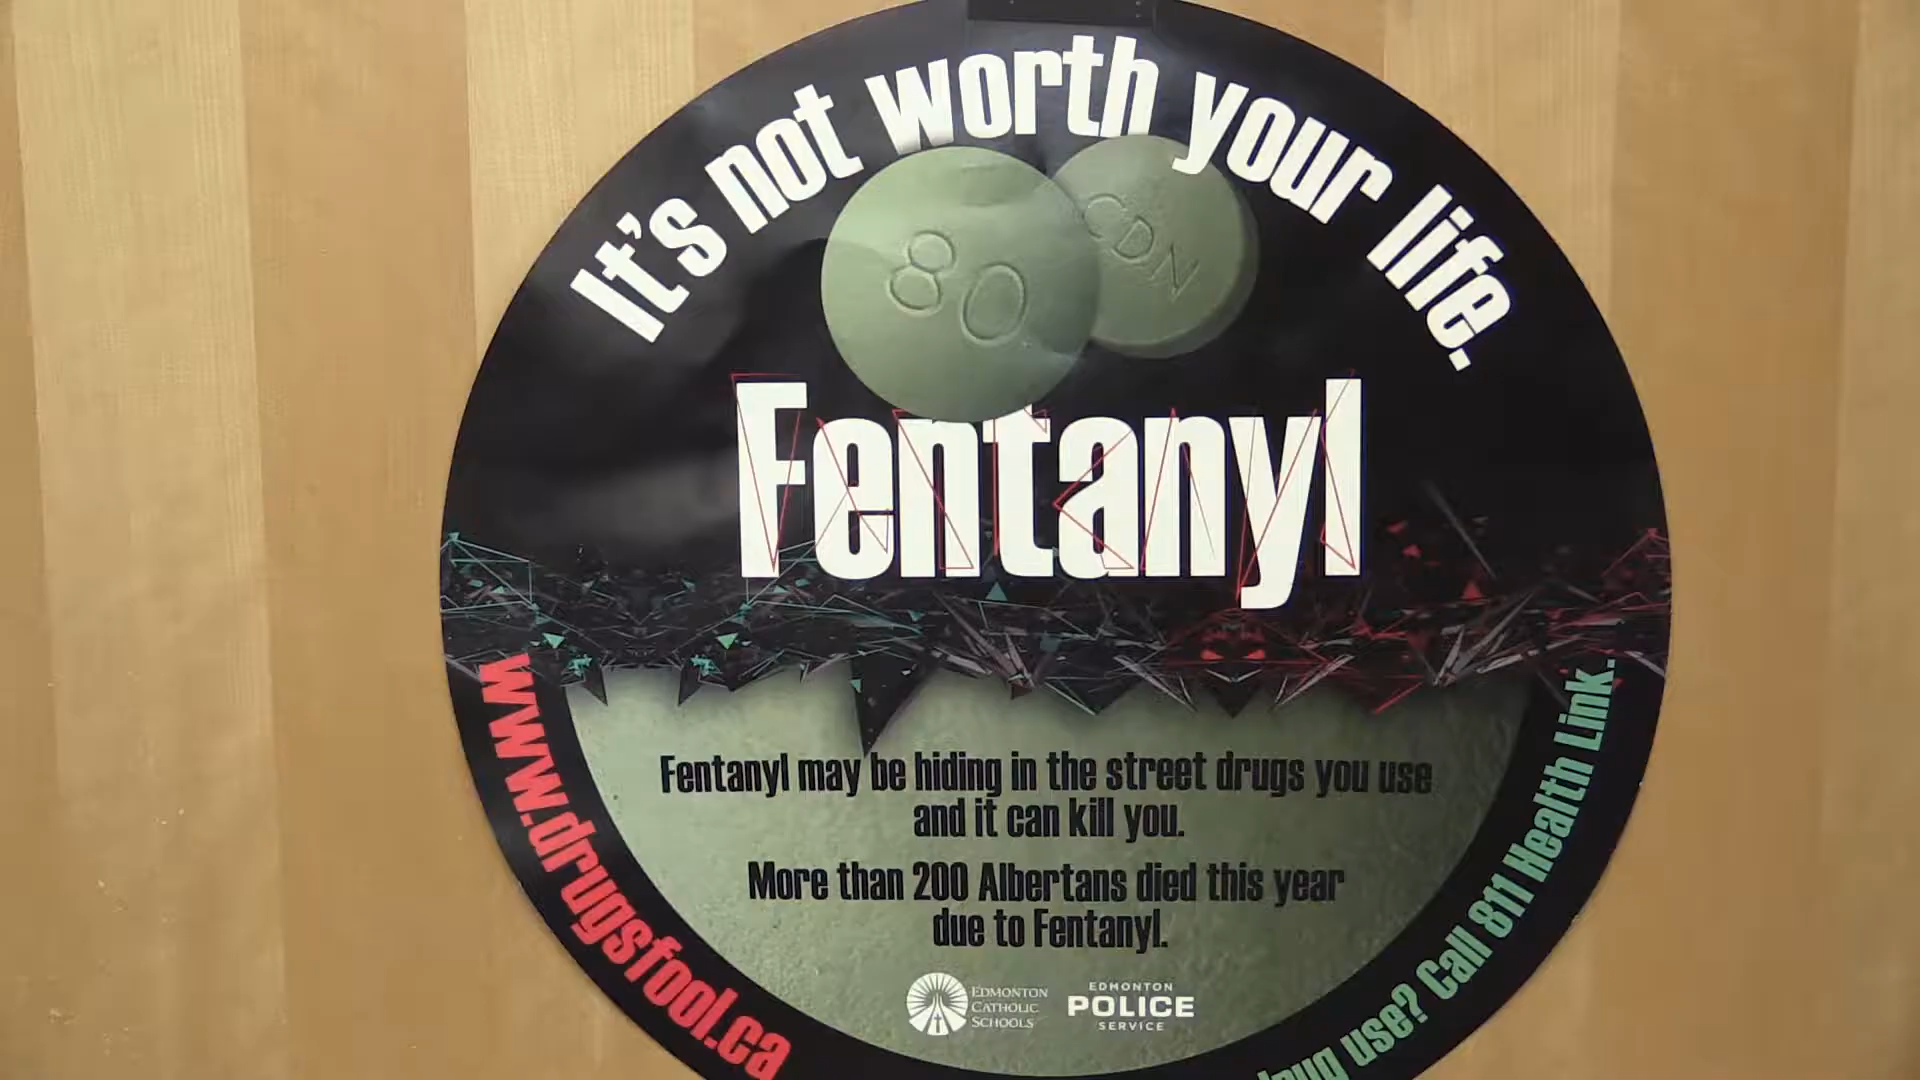 It's not worth your life.
80
CDN
Fentanyl
Fentanyl may be hiding in the street drugs you use
and it can kill you.
More than 200 Albertans died this year
due to Fentanyl.
EDMONTON
CATHOLIC
SCHOOLS
EDMONTON
POLICE
SERVICE
www.drugsfool.ca
drug use? Call 811 Health Link.